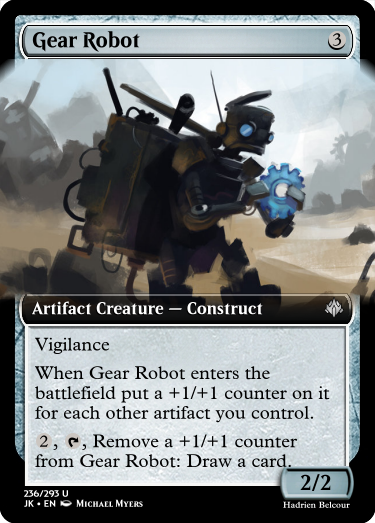 Gear Robot 3
Artifact Creature — Construct
Vigilance
When Gear Robot enters the
battlefield put a +1/+1 counter on it
for each other artifact you control.
2, , Remove a +1/+1 counter
from Gear Robot: Draw a card.
2/2
236/293 U
JK • EN Michael Myers
Hadrien Belcour